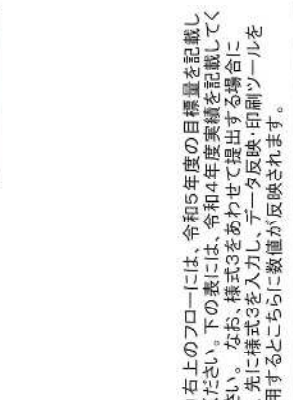 右上のフローには、令和5年度の目標量を記載し
ください。下の表には、令和4年度実績を記載してく
さい。　なお、様式3をあわせて提出する場合に
先に様式3を入力し、データ反映・印刷ツールを
用するとこちらに数値が反映されます。